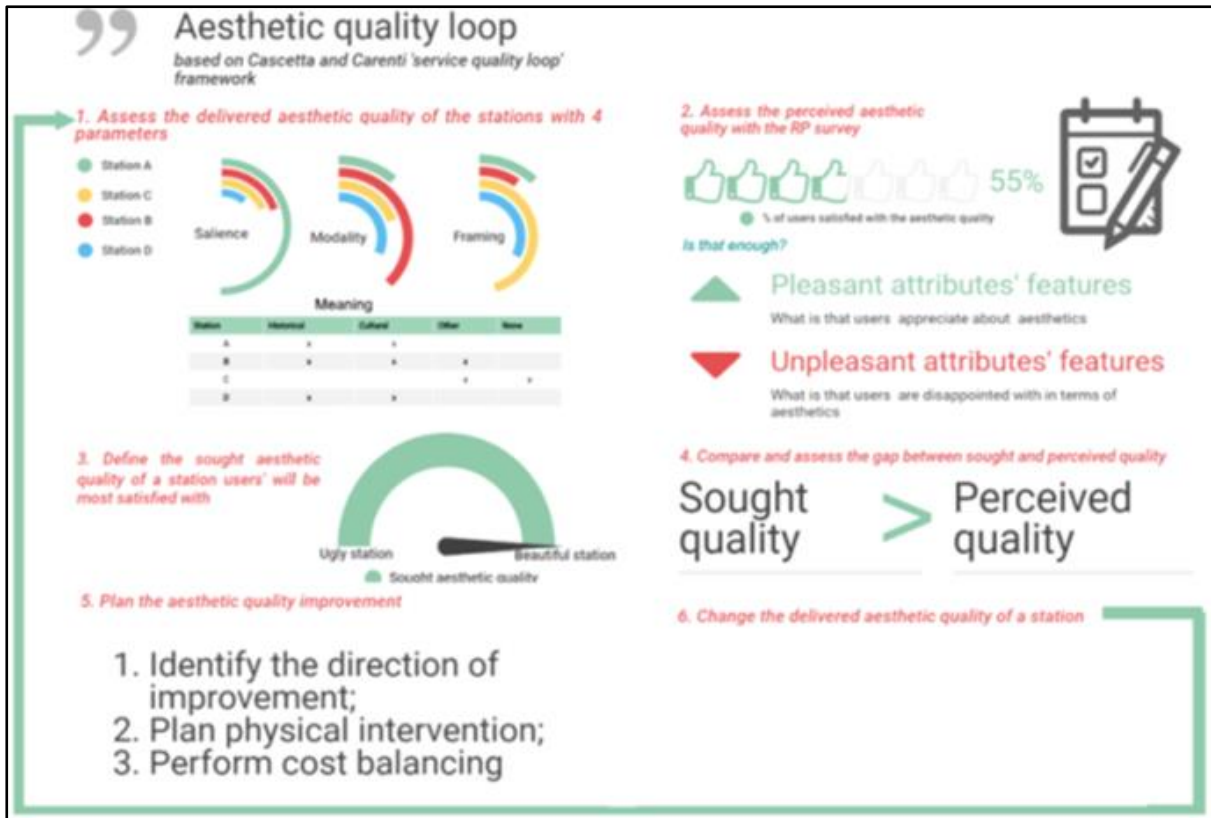 Aesthetic quality loop
based on Cascetta and Carenti 'service quality loop'
framework
1. Assess the delivered aesthetic quality of the stations with 4
parameters
Station A
Station C
Station B
Station D
Salience
Modality
Framing
Meaning
Station Historical Cultural Other None
A x x
B x x x
C x x
D x x
2. Assess the perceived aesthetic
quality with the RP survey
55%
% of users satisfied with the aesthetic quality
Is that enough?
Pleasant attributes' features
What is that users appreciate about aesthetics
Unpleasant attributes' features
What is that users are disappointed with in terms of
aesthetics
3. Define the sought aesthetic
quality of a station users' will be
most satisfied with
Ugly station
Beautiful station
Sought aesthetic quality
4. Compare and assess the gap between sought and perceived quality
Sought
quality
>
Perceived
quality
5. Plan the aesthetic quality improvement
1. Identify the direction of
improvement;
2. Plan physical intervention;
3. Perform cost balancing
6. Change the delivered aesthetic quality of a station